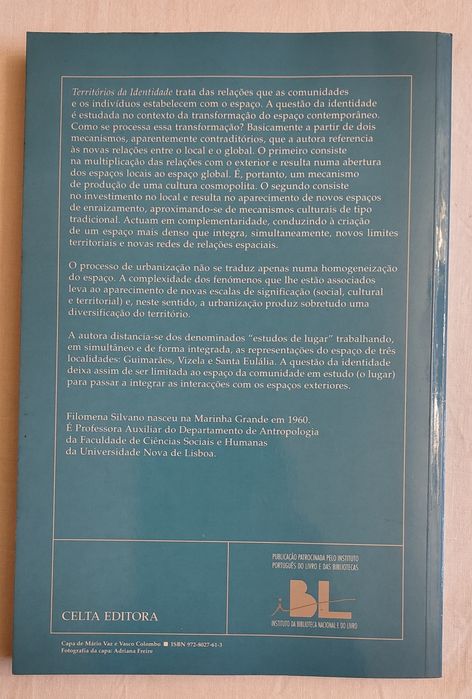 Territórios da Identidade trata das relações que as comunidades
e os indivíduos estabelecem com o espaço. A questão da identidade
é estudada no contexto da transformação do espaço contemporâneo.
Como se processa essa transformação? Basicamente a partir de dois
mecanismos, aparentemente contraditórios, que a autora referencia
às novas relações entre o local e o global. O primeiro consiste
na multiplicação das relações com o exterior e resulta numa abertura
dos espaços locais ao espaço global. É, portanto, um mecanismo
de produção de uma cultura cosmopolita. O segundo consiste
no investimento no local e resulta no aparecimento de novos espaços
de enraizamento, aproximando-se de mecanismos culturais de tipo
tradicional. Actuam em complementaridade, conduzindo à criação
de um espaço mais denso que integra, simultaneamente, novos limites
territoriais e novas redes de relações espaciais.
O processo de urbanização não se traduz apenas numa homogeneização
do espaço. A complexidade dos fenómenos que lhe estão associados
leva ao aparecimento de novas escalas de significação (social, cultural
e territorial) e, neste sentido, a urbanização produz sobretudo uma
diversificação do território.
A autora distancia-se dos denominados “estudos de lugar” trabalhando,
em simultâneo e de forma integrada, as representações do espaço de três
localidades: Guimarães, Vizela e Santa Eulália. A questão da identidade
deixa assim de ser limitada ao espaço da comunidade em estudo (o lugar)
para passar a integrar as interacções com os espaços exteriores.
Filomena Silvano nasceu na Marinha Grande em 1960.
É Professora Auxiliar do Departamento de Antropologia
da Faculdade de Ciências Sociais e Humanas
da Universidade Nova de Lisboa.
PUBLICAÇÃO PATROCINADA PELO INSTITUTO
PORTUGUÊS DO LIVRO E DAS BIBLIOTECAS
iBL
INSTITUTO DA BIBLIOTECA NACIONAL E DO LIVRO
CELTA EDITORA
Capa de Mário Vaz e Vasco Colombo ■ ISBN 972-8027-61-3
Fotografia da capa: Adriana Freire